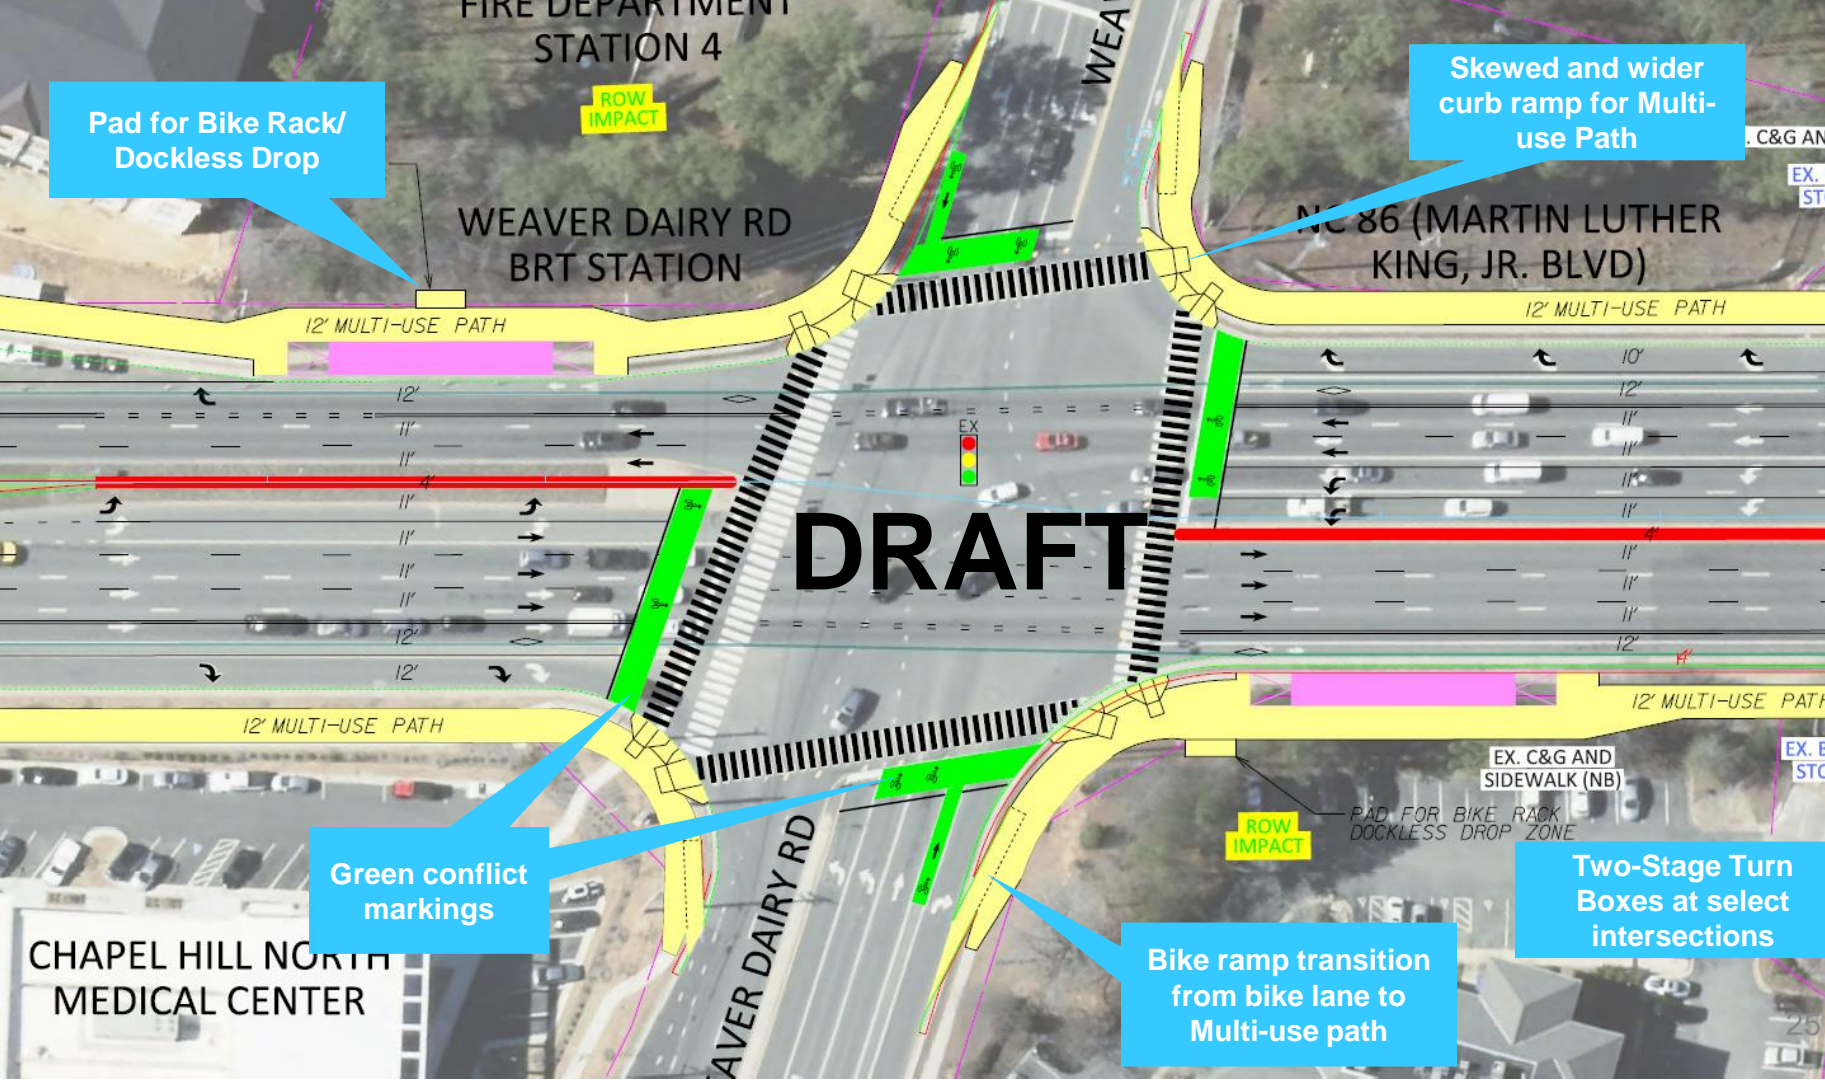 FIRE DEPARTMENT
STATION 4
WEA
ROW
IMPACT
Pad for Bike Rack/
Dockless Drop
Skewed and wider
curb ramp for Multi-
use Path
. C&G AN
EX.
ST
WEAVER DAIRY RD
BRT STATION
NC 86 (MARTIN LUTHER
KING, JR. BLVD)
12' MULTI-USE PATH
12' MULTI-USE PATH
10'
12'
12'
11'
11'
11'
11'
EX
11'
11'
4'
11'
11'
4'
11'
11'
11'
11'
11'
11'
DRAFT
12'
12'
12'
14'
12' MULTI-USE PATH
12' MULTI-USE PATH
EX. C&G AND
SIDEWALK (NB)
EX. B
STO
PAD FOR BIKE RACK
DOCKLESS DROP ZONE
ROW
IMPACT
Green conflict
markings
Two-Stage Turn
Boxes at select
intersections
Bike ramp transition
from bike lane to
Multi-use path
CHAPEL HILL NORTH
MEDICAL CENTER
AVER DAIRY RD
25